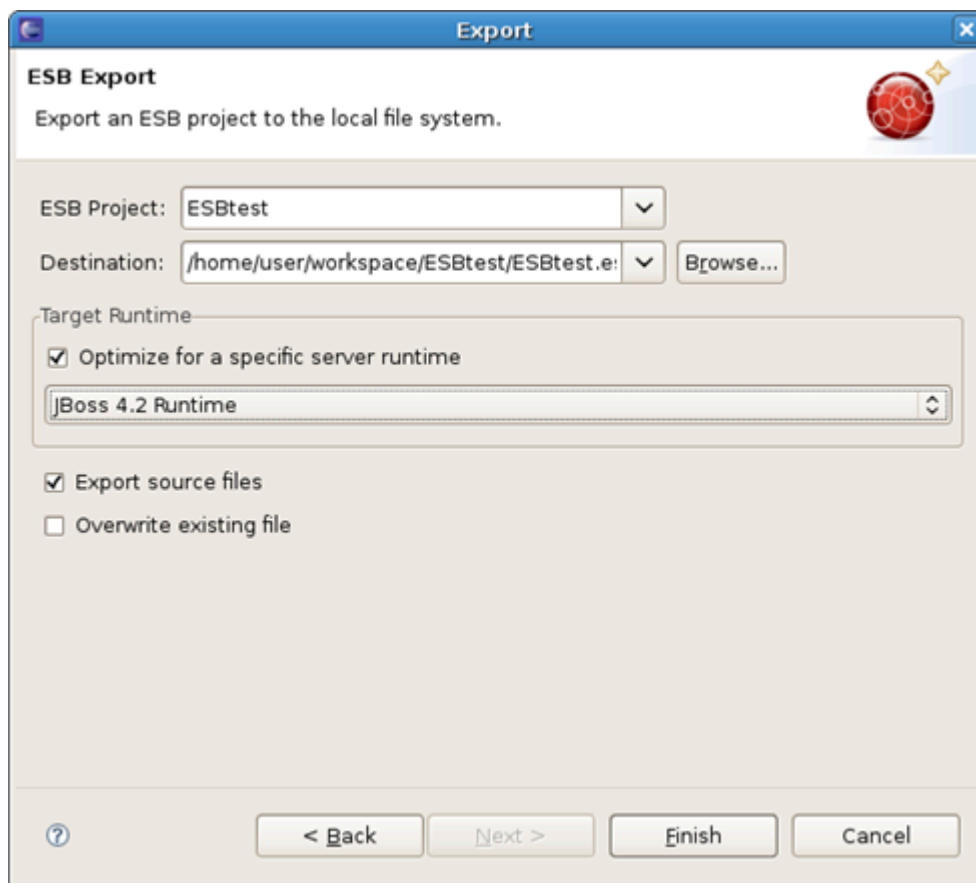 Export
ESB Export
Export an ESB project to the local file system.
ESB Project: ESBtest
Destination: /home/user/workspace/ESBtest/ESBtest.es Browse...
Target Runtime
Optimize for a specific server runtime
JBoss 4.2 Runtime
Export source files
Overwrite existing file
? < Back Next > Finish Cancel